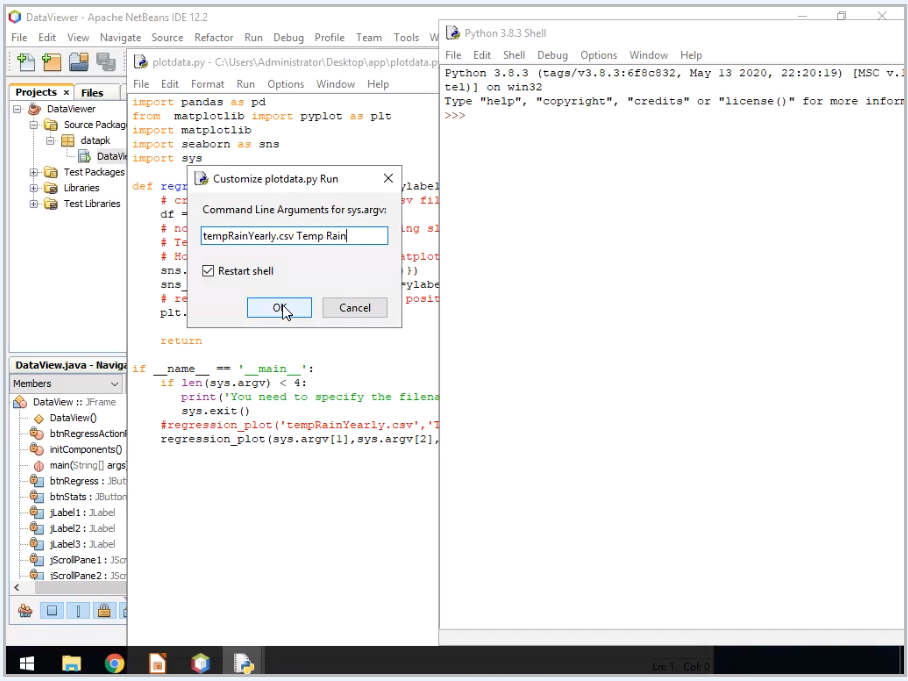 DataViewer - Apache NetBeans IDE 12.2
File Edit View Navigate Source Refactor Run Debug Profile Team Tools W
Projects × Files
DataViewer
Source Packag
datapk
DataVie
Test Packages
Libraries
Test Libraries
DataView.java - Naviga
Members
DataView :: JFrame
DataView()
btnRegressActionP
initComponents()
main(String[] args)
btnRegress : JBut
btnStats : JButton
jLabel1 : JLabel
jLabel2 : JLabel
jLabel3 : JLabel
jScrollPane1 : JScr
jScrollPane2 : JScr
plotdata.py - C:\Users\Administrator\Desktop\app\plotdata.p
File Edit Format Run Options Window Help
import pandas as pd
from matplotlib import pyplot as plt
import matplotlib
import seaborn as sns
import sys
def regr ylabel
# cr sv fil
df =
# no ng sl
# Te
# Ho atplot
sns. })
sns_ =ylabe
# re posit
plt.
return
if __name__ == '__main__':
if len(sys.argv) < 4:
print('You need to specify the filena
sys.exit()
#regression_plot('tempRainYearly.csv','T
regression_plot(sys.argv[1],sys.argv[2],
Customize plotdata.py Run
Command Line Arguments for sys.argv:
tempRainYearly.csv Temp Rain
Restart shell
OK Cancel
Python 3.8.3 Shell
File Edit Shell Debug Options Window Help
Python 3.8.3 (tags/v3.8.3:6f8c832, May 13 2020, 22:20:19) [MSC v.1
tel)] on win32
Type "help", "copyright", "credits" or "license()" for more inform
>>>
Ln: 1 Col: 0